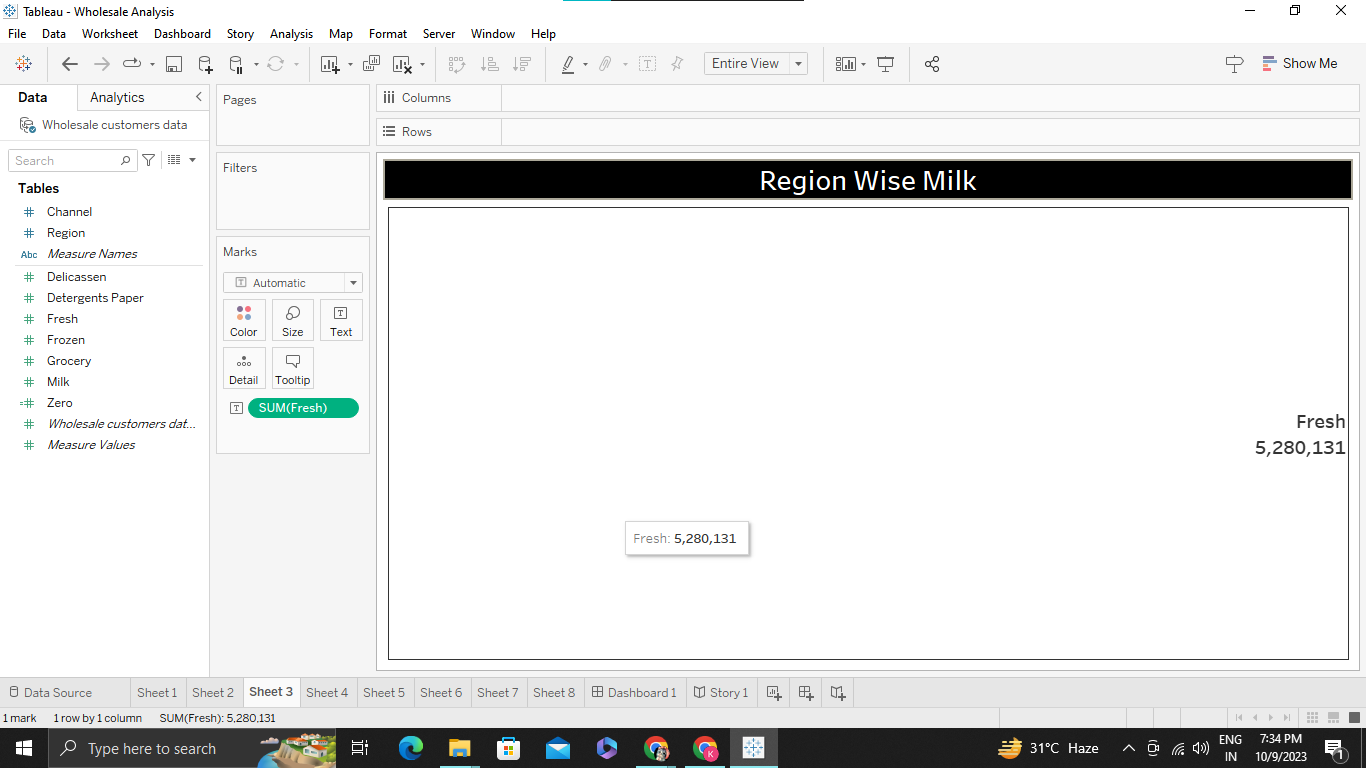 Tableau - Wholesale Analysis
File Data Worksheet Dashboard Story Analysis Map Format Server Window Help
Entire View
Show Me
Data Analytics
Wholesale customers data
Search
Tables
# Channel
# Region
Abc Measure Names
# Delicassen
# Detergents Paper
# Fresh
# Frozen
# Grocery
# Milk
=# Zero
# Wholesale customers dat...
# Measure Values
Pages
Filters
Marks
T Automatic
Color Size Text
Detail Tooltip
T SUM(Fresh)
Columns
Rows
Region Wise Milk
Fresh
5,280,131
Fresh: 5,280,131
Data Source Sheet 1 Sheet 2 Sheet 3 Sheet 4 Sheet 5 Sheet 6 Sheet 7 Sheet 8 Dashboard 1 Story 1
1 mark 1 row by 1 column SUM(Fresh): 5,280,131
Type here to search
K
31°C Haze
ENG
IN
7:34 PM
10/9/2023
1